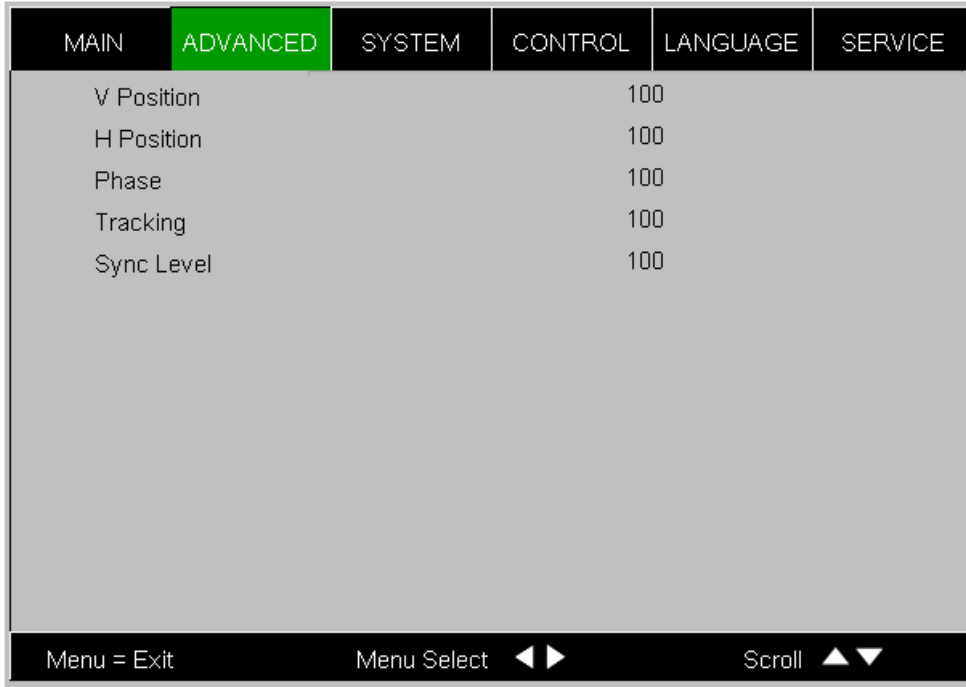 MAIN ADVANCED SYSTEM CONTROL LANGUAGE SERVICE
V Position 100
H Position 100
Phase 100
Tracking 100
Sync Level 100
Menu = Exit Menu Select Scroll